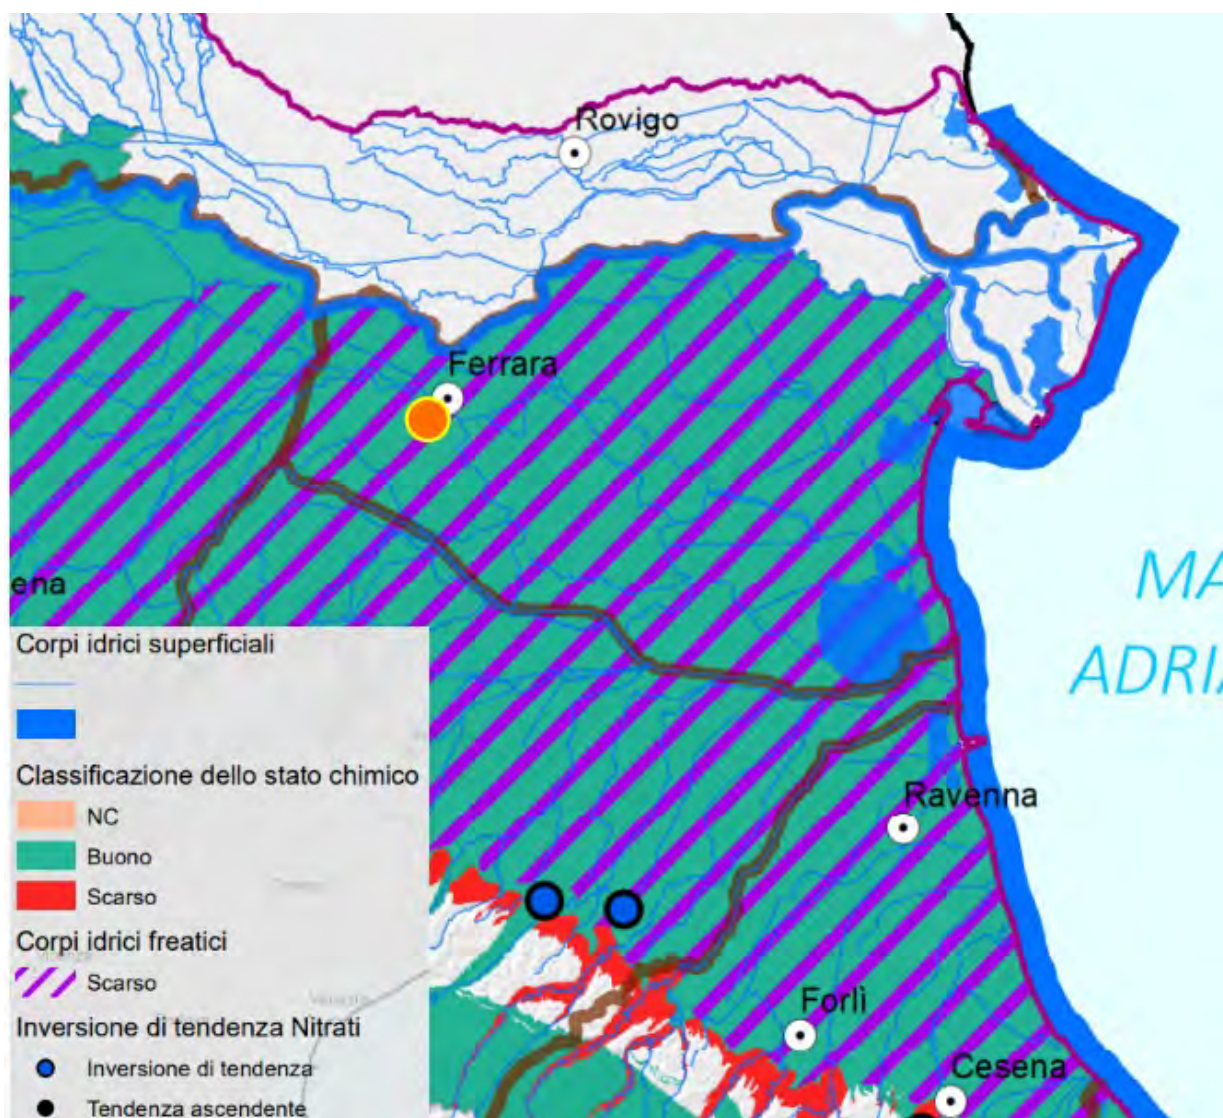 Rovigo
Ferrara
ena
MA
ADRIA
Ravenna
Forlì
Cesena
Corpi idrici superficiali
Classificazione dello stato chimico
NC
Buono
Scarso
Corpi idrici freatici
Scarso
Inversione di tendenza Nitrati
Inversione di tendenza
Tendenza ascendente